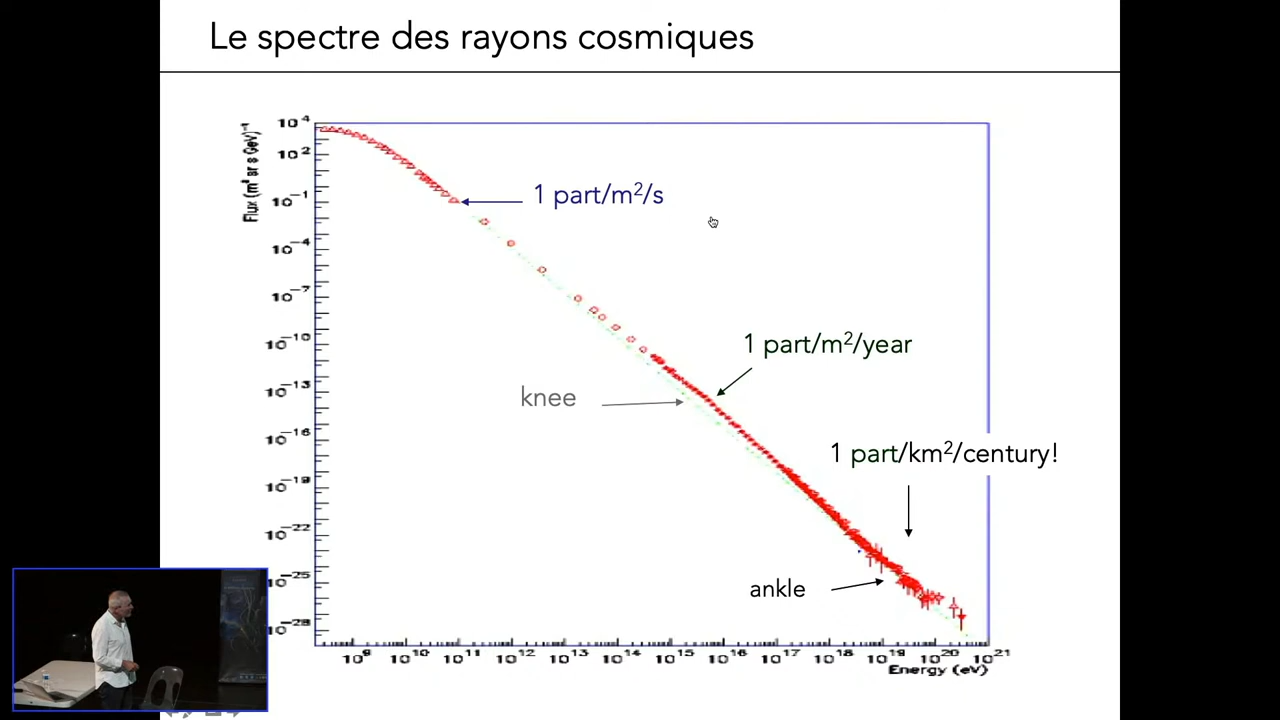 Le spectre des rayons cosmiques
Flux (m² sr s GeV)⁻¹
10⁴
10²
10⁻¹
10⁻⁴
10⁻⁷
10⁻¹⁰
10⁻¹³
10⁻¹⁶
10⁻¹⁹
10⁻²²
10⁻²⁵
10⁻²⁸
1 part/m²/s
1 part/m²/year
knee
1 part/km²/century!
ankle
10⁹ 10¹⁰ 10¹¹ 10¹² 10¹³ 10¹⁴ 10¹⁵ 10¹⁶ 10¹⁷ 10¹⁸ 10¹⁹ 10²⁰ 10²¹
Energy (eV)